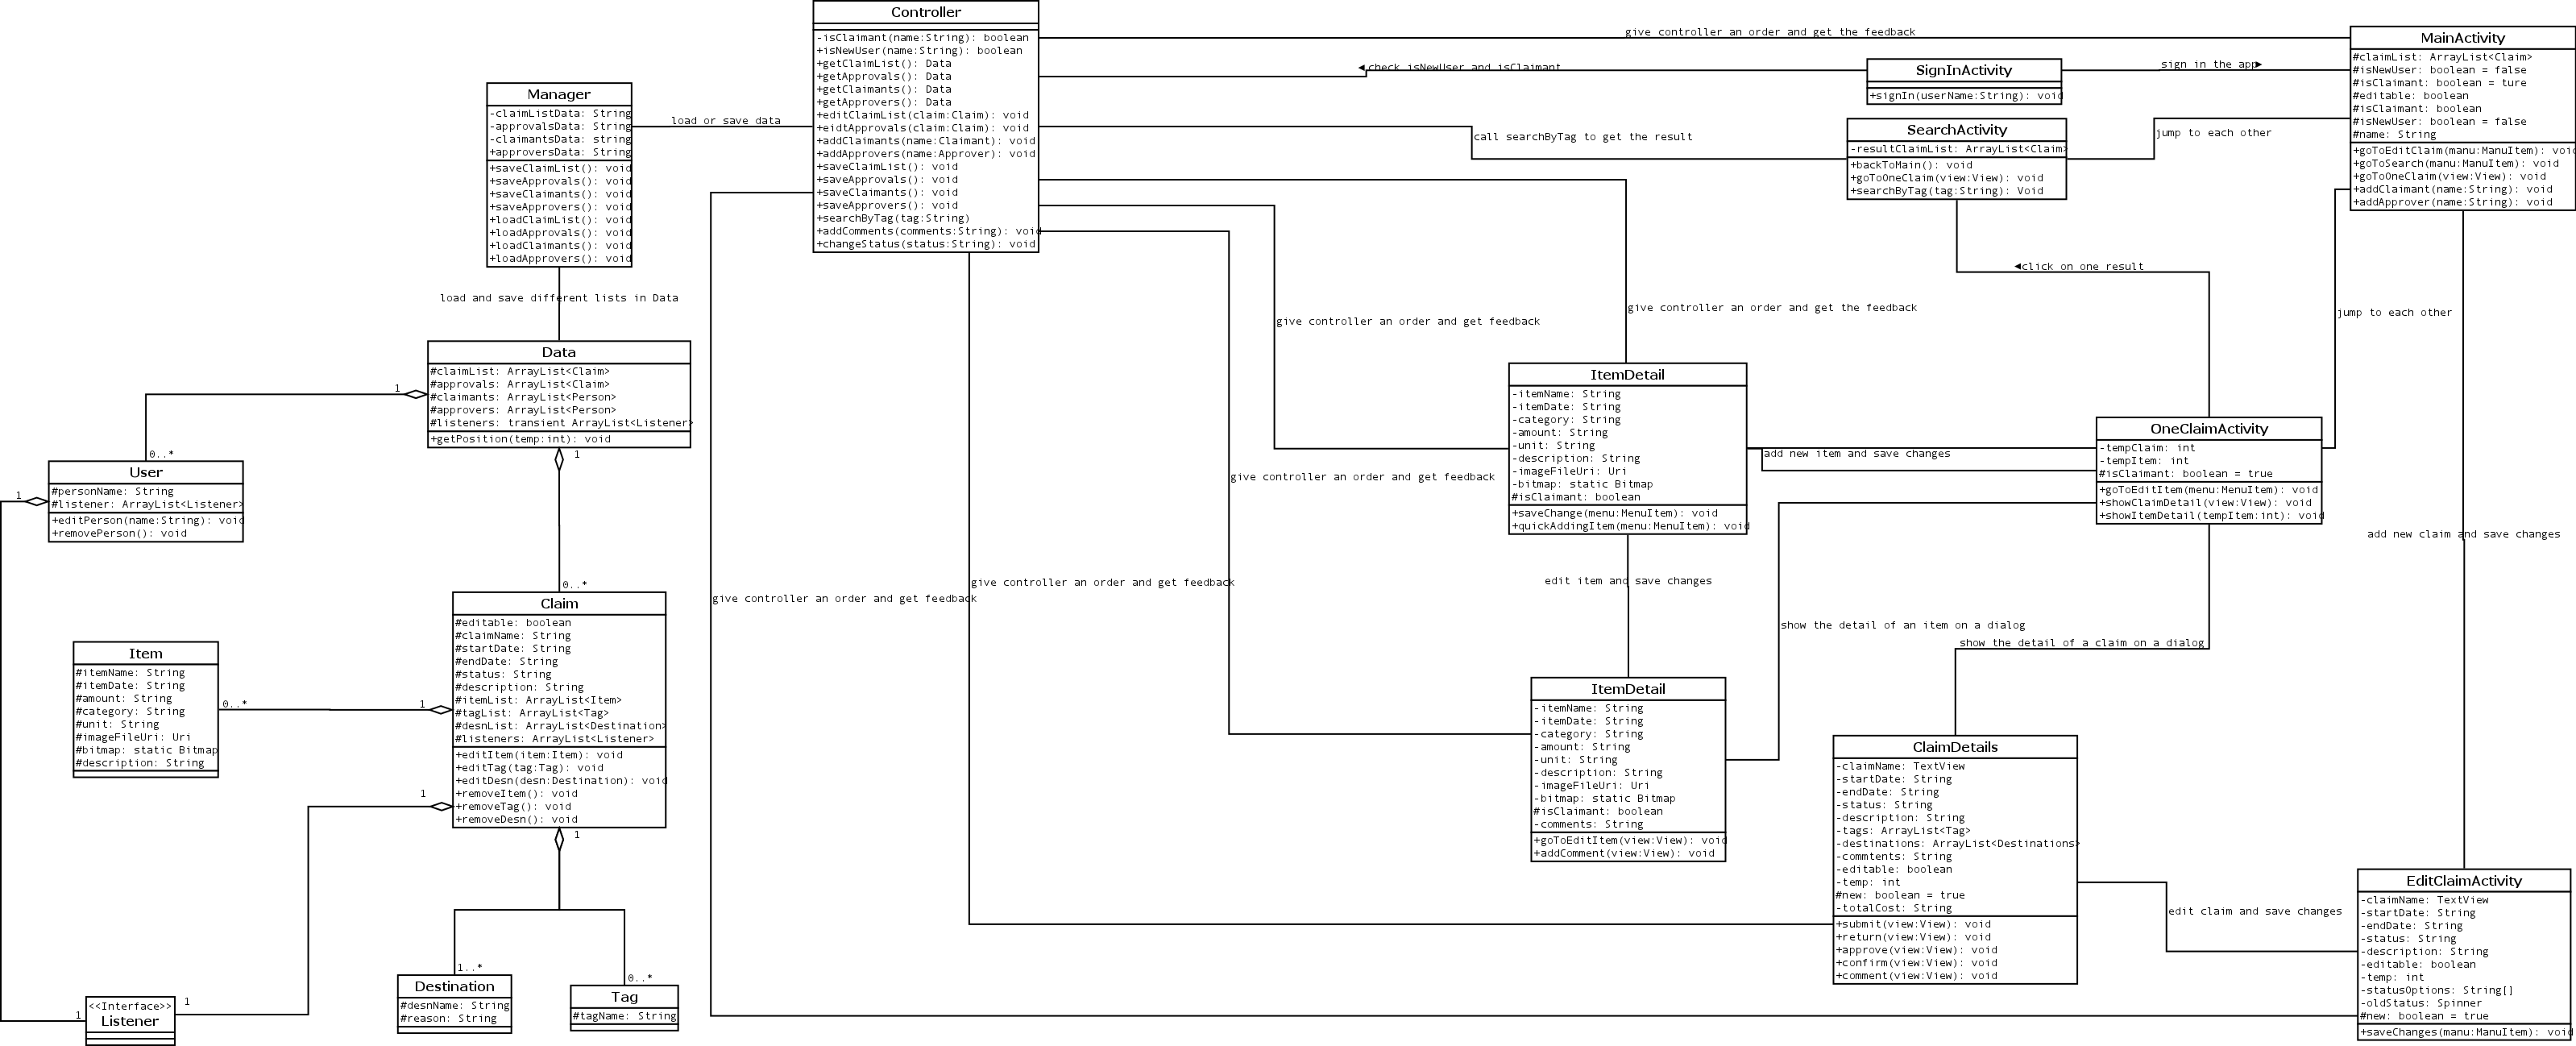 Controller
-isClaimant(name:String): boolean
+isNewUser(name:String): boolean
+getClaimList(): Data
+getApprovals(): Data
+getClaimants(): Data
+getApprovers(): Data
+editClaimList(claim:Claim): void
+eidtApprovals(claim:Claim): void
+addClaimants(name:Claimant): void
+addApprovers(name:Approver): void
+saveClaimList(): void
+saveApprovals(): void
+saveClaimants(): void
+saveApprovers(): void
+searchByTag(tag:String)
+addComments(comments:String): void
+changeStatus(status:String): void
give controller an order and get the feedback
check isNewUser and isClaimant
SignInActivity
+signIn(userName:String): void
sign in the app
MainActivity
#claimList: ArrayList<Claim>
#isNewUser: boolean = false
#isClaimant: boolean = ture
#editable: boolean
#isClaimant: boolean
#isNewUser: boolean = false
#name: String
+goToEditClaim(manu:ManuItem): void
+goToSearch(manu:ManuItem): void
+goToOneClaim(view:View): void
+addClaimant(name:String): void
+addApprover(name:String): void
Manager
-claimListData: String
-approvalsData: String
-claimantsData: string
+approversData: String
+saveClaimList(): void
+saveApprovals(): void
+saveClaimants(): void
+saveApprovers(): void
+loadClaimList(): void
+loadApprovals(): void
+loadClaimants(): void
+loadApprovers(): void
load or save data
call searchByTag to get the result
SearchActivity
-resultClaimList: ArrayList<Claim>
+backToMain(): void
+goToOneClaim(view:View): void
+searchByTag(tag:String): Void
jump to each other
click on one result
load and save different lists in Data
give controller an order and get feedback
give controller an order and get the feedback
jump to each other
Data
#claimList: ArrayList<Claim>
#approvals: ArrayList<Claim>
#claimants: ArrayList<Person>
#approvers: ArrayList<Person>
#listeners: transient ArrayList<Listener>
+getPosition(temp:int): void
1
0..*
1
0..*
User
#personName: String
#listener: ArrayList<Listener>
+editPerson(name:String): void
+removePerson(): void
1
ItemDetail
-itemName: String
-itemDate: String
-category: String
-amount: String
-unit: String
-description: String
-imageFileUri: Uri
-bitmap: static Bitmap
#isClaimant: boolean
+saveChange(menu:MenuItem): void
+quickAddingItem(menu:MenuItem): void
add new item and save changes
OneClaimActivity
-tempClaim: int
-tempItem: int
#isClaimant: boolean = true
+goToEditItem(menu:MenuItem): void
+showClaimDetail(view:View): void
+showItemDetail(tempItem:int): void
give controller an order and get feedback
add new claim and save changes
give controller an order and get feedback
edit item and save changes
give controller an order and get feedback
show the detail of an item on a dialog
show the detail of a claim on a dialog
Claim
#editable: boolean
#claimName: String
#startDate: String
#endDate: String
#status: String
#description: String
#itemList: ArrayList<Item>
#tagList: ArrayList<Tag>
#desnList: ArrayList<Destination>
#listeners: ArrayList<Listener>
+editItem(item:Item): void
+editTag(tag:Tag): void
+editDesn(desn:Destination): void
+removeItem(): void
+removeTag(): void
+removeDesn(): void
Item
#itemName: String
#itemDate: String
#amount: String
#category: String
#unit: String
#imageFileUri: Uri
#bitmap: static Bitmap
#description: String
0..*
1
1
1
ItemDetail
-itemName: String
-itemDate: String
-category: String
-amount: String
-unit: String
-description: String
-imageFileUri: Uri
-bitmap: static Bitmap
#isClaimant: boolean
-comments: String
+goToEditItem(view:View): void
+addComment(view:View): void
ClaimDetails
-claimName: TextView
-startDate: String
-endDate: String
-status: String
-description: String
-tags: ArrayList<Tag>
-destinations: ArrayList<Destinations>
-commtents: String
-editable: boolean
-temp: int
#new: boolean = true
-totalCost: String
+submit(view:View): void
+return(view:View): void
+approve(view:View): void
+confirm(view:View): void
+comment(view:View): void
edit claim and save changes
EditClaimActivity
-claimName: TextView
-startDate: String
-endDate: String
-status: String
-description: String
-editable: boolean
-temp: int
-statusOptions: String[]
-oldStatus: Spinner
#new: boolean = true
+saveChanges(manu:ManuItem): void
1..*
Destination
#desnName: String
#reason: String
0..*
Tag
#tagName: String
<<Interface>>
Listener
1
1